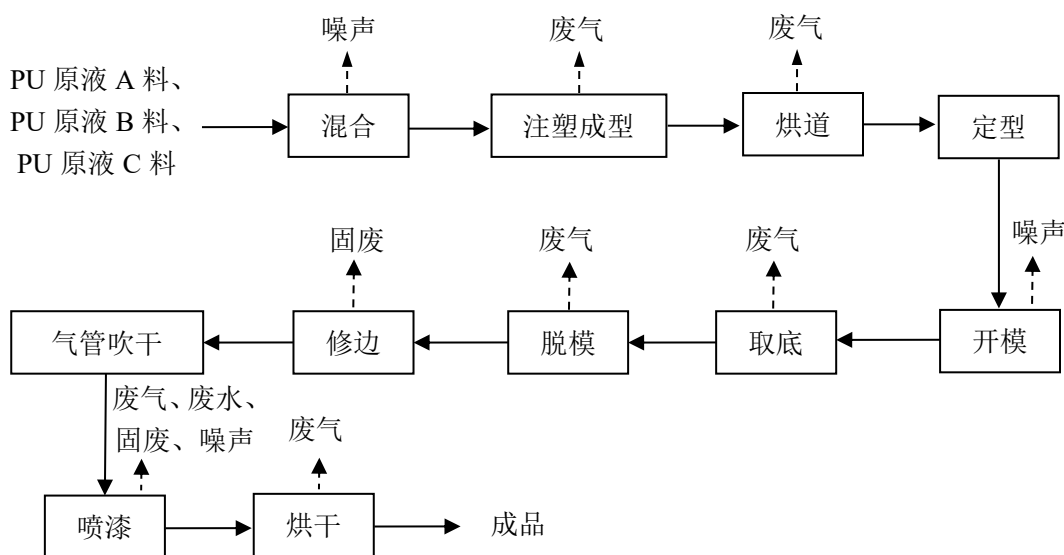 噪声
废气
废气
PU 原液 A 料、
PU 原液 B 料、
PU 原液 C 料
混合
注塑成型
烘道
定型
固废
废气
废气
噪声
气管吹干
修边
脱模
取底
开模
废气、废水、
固废、噪声
废气
喷漆
烘干
成品